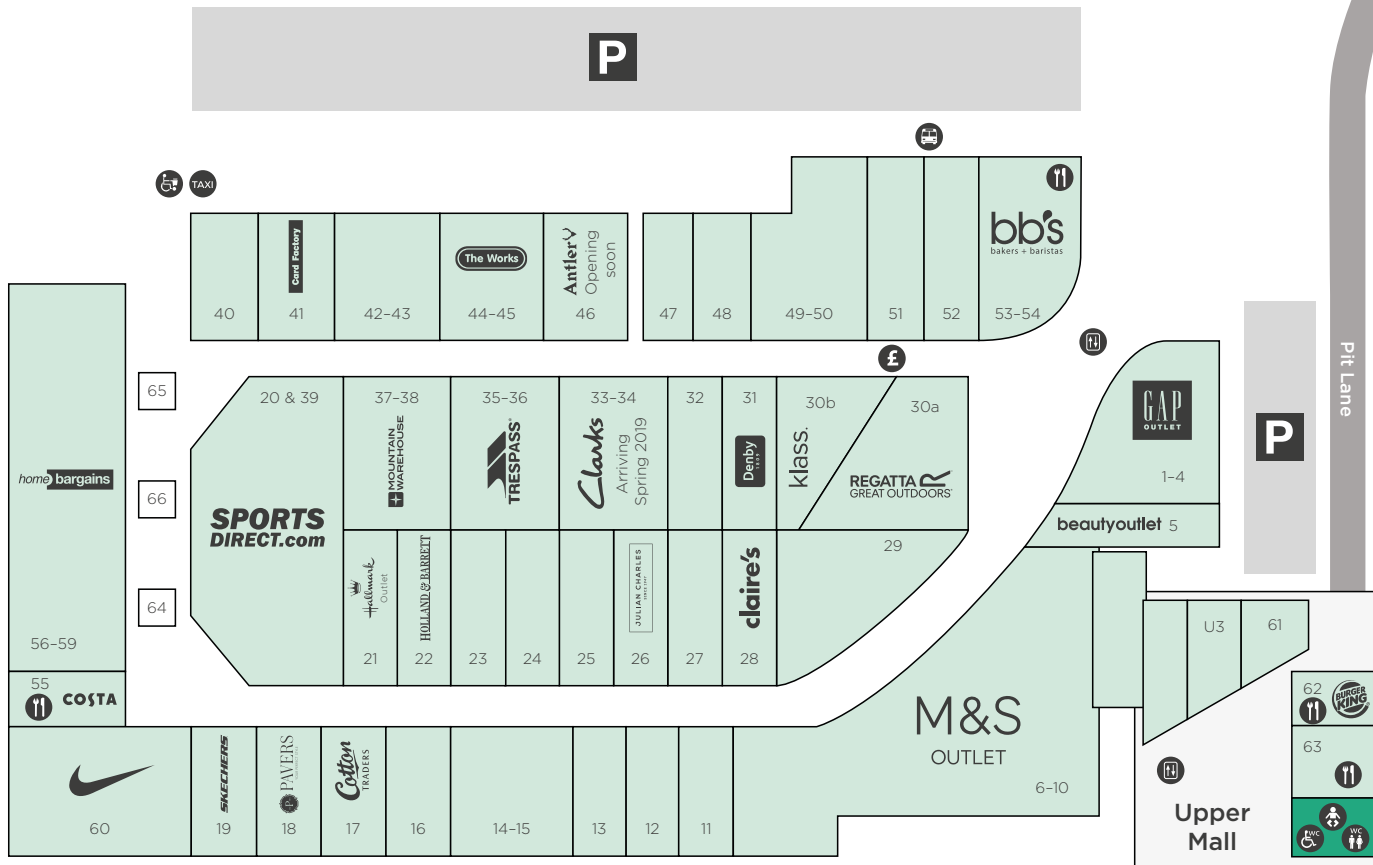 P
TAXI
Card Factory
The Works
Antler
Opening
soon
bb's
bakers + baristas
40
41
42–43
44–45
46
47
48
49–50
51
52
53–54
£
65
66
64
home bargains
56–59
55
COSTA
20 & 39
SPORTS
DIRECT.com
37–38
MOUNTAIN
WAREHOUSE
35–36
TRESPASS
33–34
Clarks
Arriving
Spring 2019
32
31
Denby
1809
30b
klass.
30a
REGATTA
GREAT OUTDOORS
29
GAP
OUTLET
1–4
beautyoutlet 5
P
Pit Lane
Hallmark
Outlet
21
HOLLAND & BARRETT
22
23
24
25
JULIAN CHARLES
26
27
claire's
28
M&S
OUTLET
6–10
U3
61
62
BURGER
KING
63
WC
WC
Upper
Mall
60
SKECHERS
19
PAVERS
18
Cotton
TRADERS
17
16
14–15
13
12
11